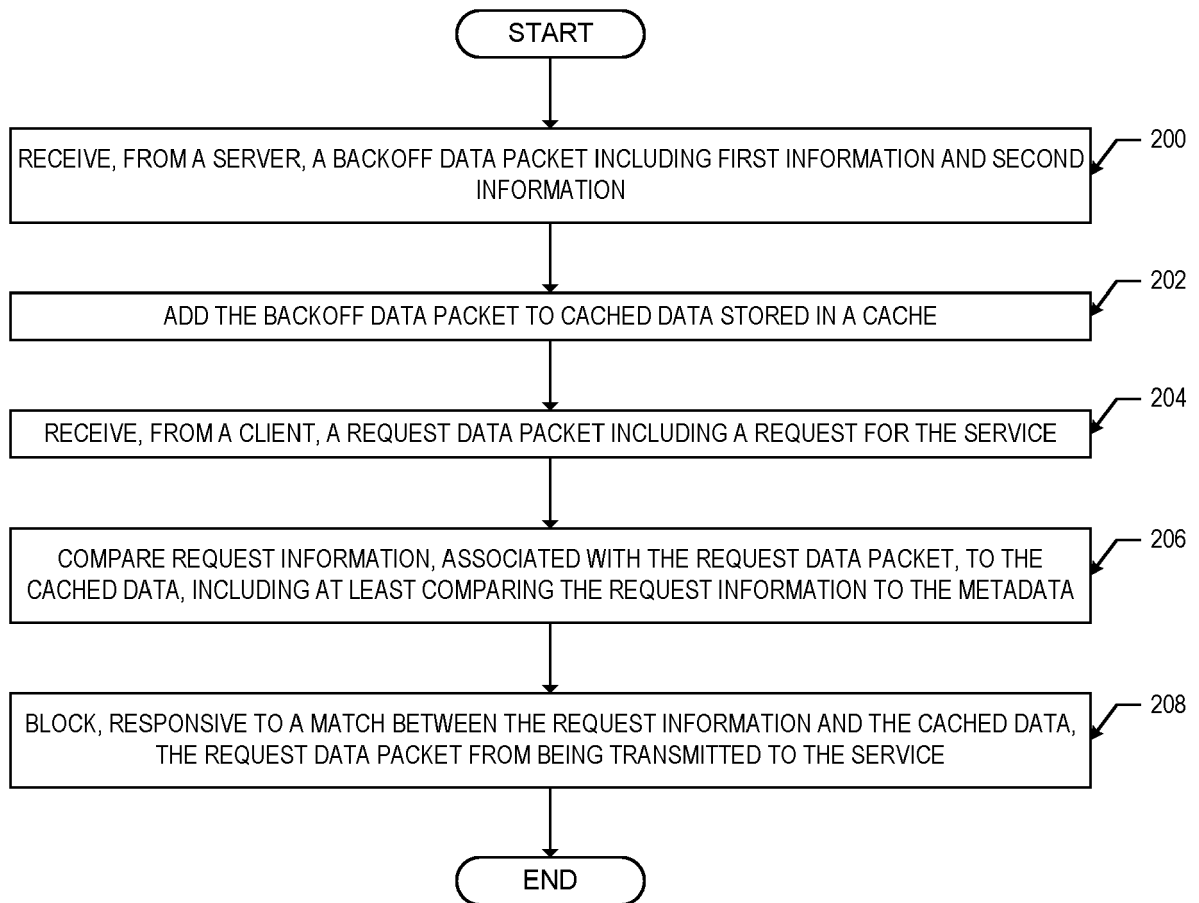 START
200
RECEIVE, FROM A SERVER, A BACKOFF DATA PACKET INCLUDING FIRST INFORMATION AND SECOND
INFORMATION
202
ADD THE BACKOFF DATA PACKET TO CACHED DATA STORED IN A CACHE
204
RECEIVE, FROM A CLIENT, A REQUEST DATA PACKET INCLUDING A REQUEST FOR THE SERVICE
206
COMPARE REQUEST INFORMATION, ASSOCIATED WITH THE REQUEST DATA PACKET, TO THE
CACHED DATA, INCLUDING AT LEAST COMPARING THE REQUEST INFORMATION TO THE METADATA
208
BLOCK, RESPONSIVE TO A MATCH BETWEEN THE REQUEST INFORMATION AND THE CACHED DATA,
THE REQUEST DATA PACKET FROM BEING TRANSMITTED TO THE SERVICE
END